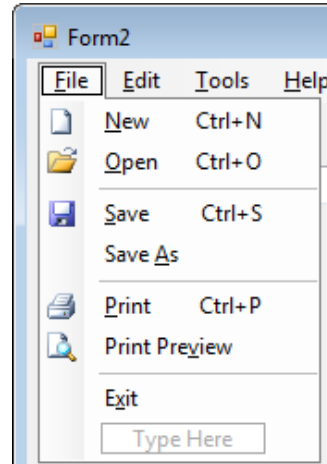 Form2
File Edit Tools Help
New Ctrl+N
Open Ctrl+O
Save Ctrl+S
Save As
Print Ctrl+P
Print Preview
Exit
Type Here